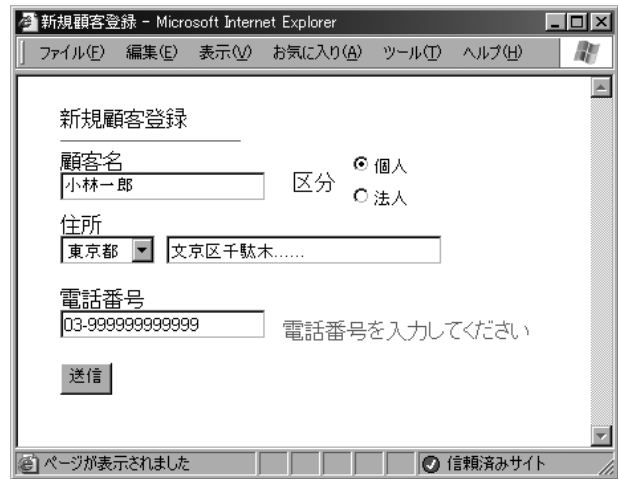 新規顧客登録 - Microsoft Internet Explorer
ファイル(F) 編集(E) 表示(V) お気に入り(A) ツール(T) ヘルプ(H)
新規顧客登録
顧客名
小林一郎
区分
個人
法人
住所
東京都 文京区千駄木......
電話番号
03-999999999999 電話番号を入力してください
送信
ページが表示されました 信頼済みサイト